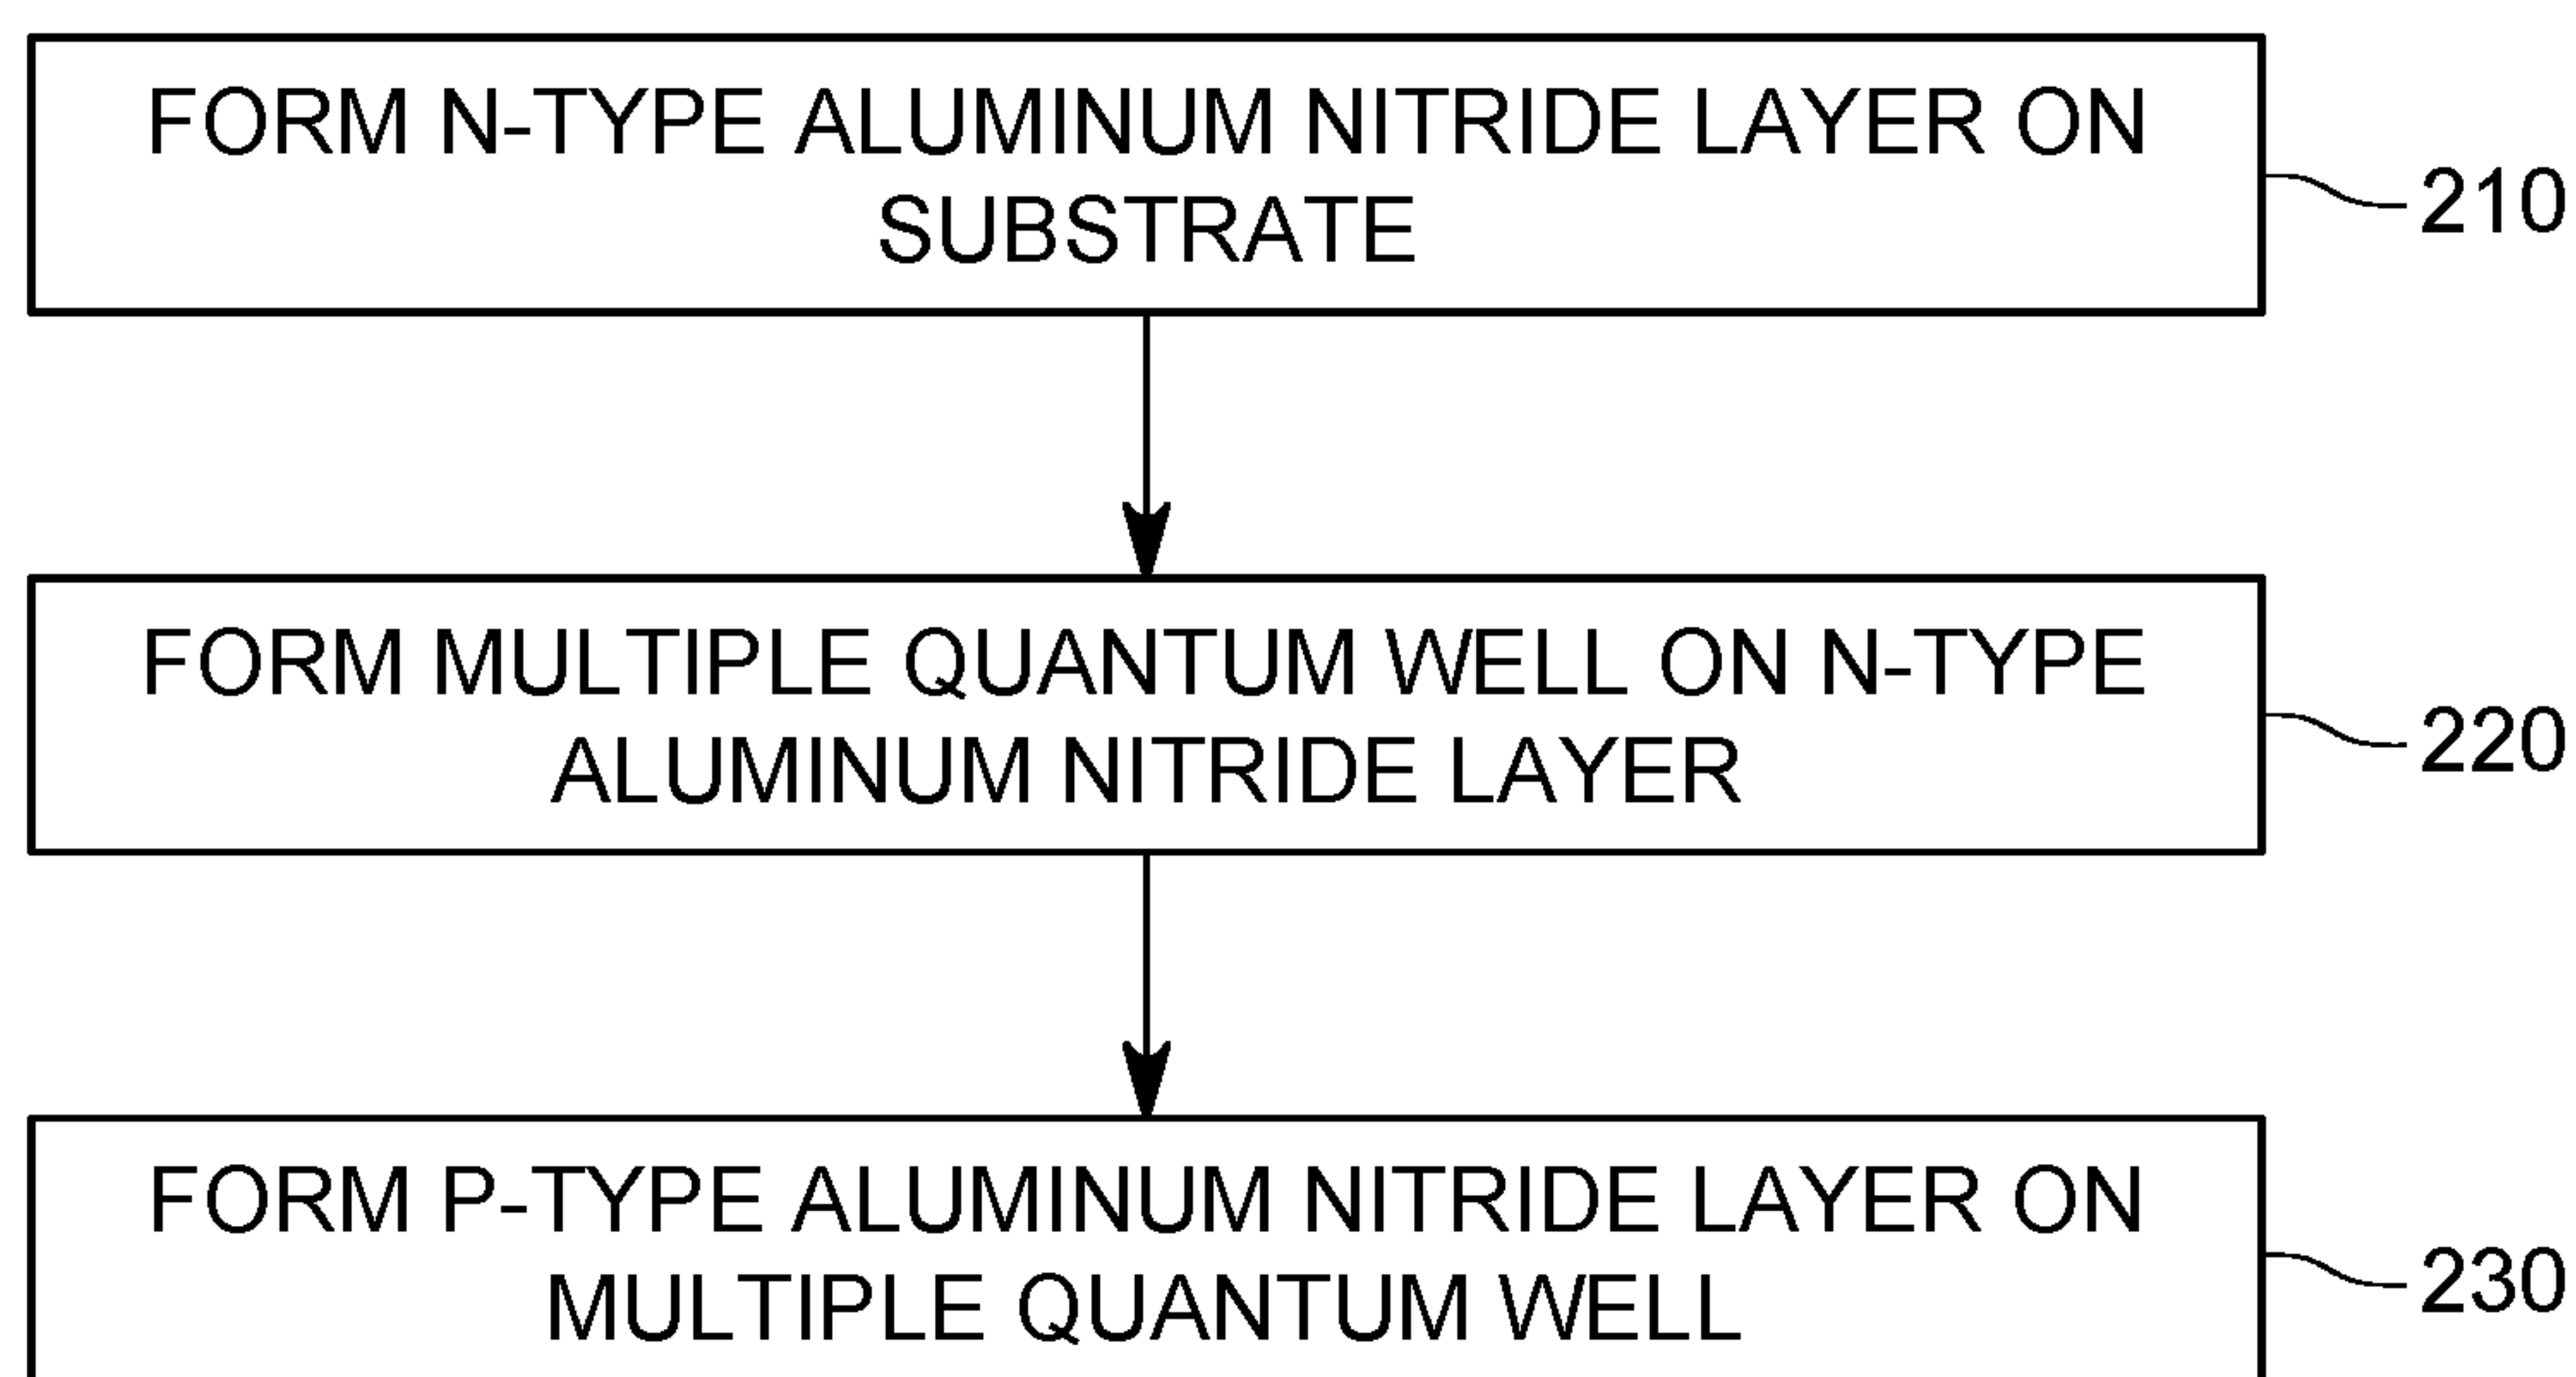 FORM N-TYPE ALUMINUM NITRIDE LAYER ON
SUBSTRATE
210
FORM MULTIPLE QUANTUM WELL ON N-TYPE
ALUMINUM NITRIDE LAYER
220
FORM P-TYPE ALUMINUM NITRIDE LAYER ON
MULTIPLE QUANTUM WELL
230